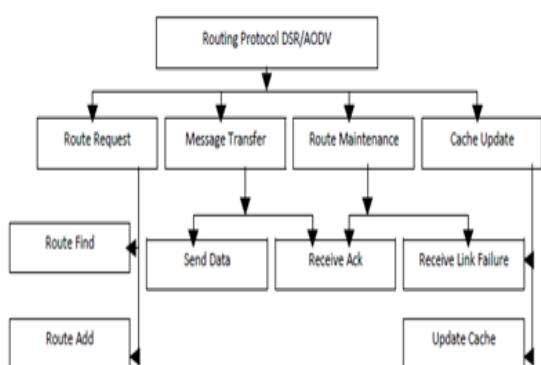 Routing Protocol DSR/AODV
Route Request
Message Transfer
Route Maintenance
Cache Update
Route Find
Send Data
Receive Ack
Receive Link Failure
Route Add
Update Cache